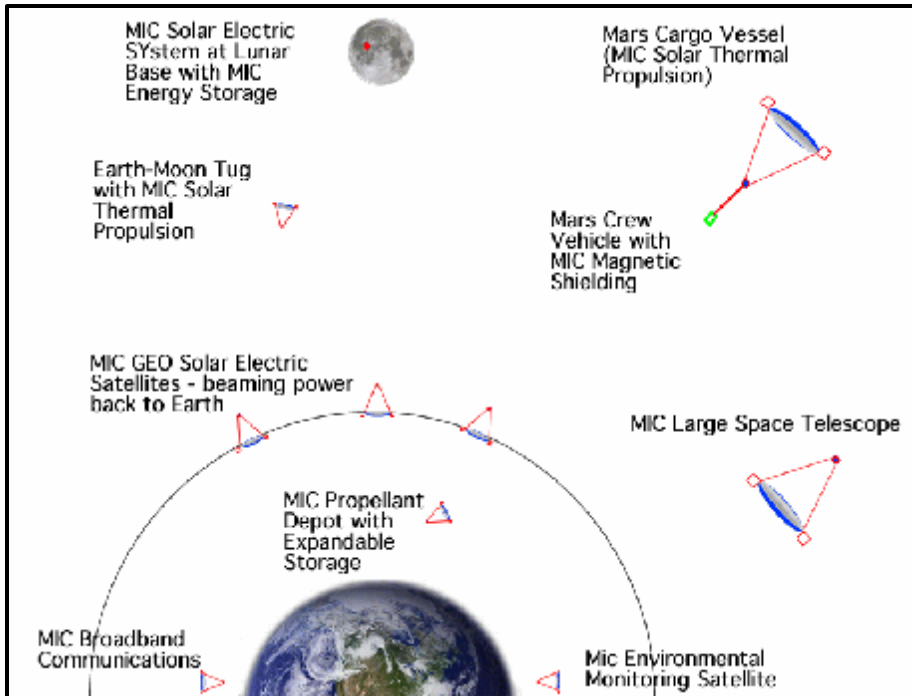 MIC Solar Electric
SYstem at Lunar
Base with MIC
Energy Storage
Mars Cargo Vessel
(MIC Solar Thermal
Propulsion)
Earth-Moon Tug
with MIC Solar
Thermal
Propulsion
Mars Crew
Vehicle with
MIC Magnetic
Shielding
MIC GEO Solar Electric
Satellites - beaming power
back to Earth
MIC Large Space Telescope
MIC Propellant
Depot with
Expandable
Storage
MIC Broadband
Communications
Mic Environmental
Monitoring Satellite